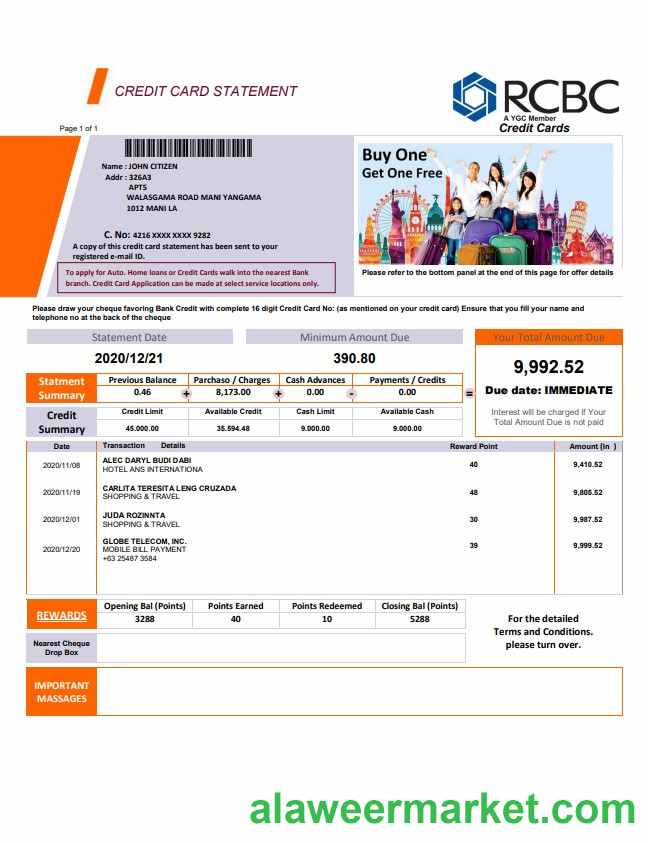 CREDIT CARD STATEMENT
RCBC
A YGC Member
Credit Cards
Page 1 of 1
Name : JOHN CITIZEN
Addr : 326A3
APT5
WALASGAMA ROAD MANI YANGAMA
1012 MANI LA
C. No: 4216 XXXX XXXX 9282
A copy of this credit card statement has been sent to your
registered e-mail ID.
To apply for Auto. Home loans or Credit Cards walk into the nearest Bank
branch. Credit Card Application can be made at select service locations only.
Buy One
Get One Free
Please refer to the bottom panel at the end of this page for offer details
Please draw your cheque favoring Bank Credit with complete 16 digit Credit Card No: (as mentioned on your credit card) Ensure that you fill your name and
telephone no at the back of the cheque
Statement Date Minimum Amount Due Your Total Amount Due
2020/12/21 390.80 9,992.52
Due date: IMMEDIATE
Interest will be charged if Your
Total Amount Due is not paid
Statment
Summary
Previous Balance Parchaso / Charges Cash Advances Payments / Credits
0.46 + 8,173.00 + 0.00 - 0.00 =
Credit
Summary
Credit Limit Available Credit Cash Limit Available Cash
45.000.00 35.594.48 9.000.00 9.000.00
Date Transaction Details Reward Point Amount (In )
2020/11/08 ALEC DARYL BUDI DABI 40 9,410.52
HOTEL ANS INTERNATIONA
2020/11/19 CARLITA TERESITA LENG CRUZADA 48 9,805.52
SHOPPING & TRAVEL
2020/12/01 JUDA ROZINNTA 30 9,987.52
SHOPPING & TRAVEL
2020/12/20 GLOBE TELECOM, INC. 39 9,999.52
MOBILE BILL PAYMENT
+63 25487 3584
REWARDS
Opening Bal (Points) Points Earned Points Redeemed Closing Bal (Points)
3288 40 10 5288
For the detailed
Terms and Conditions.
please turn over.
Nearest Cheque
Drop Box
IMPORTANT
MASSAGES
alaweermarket.com